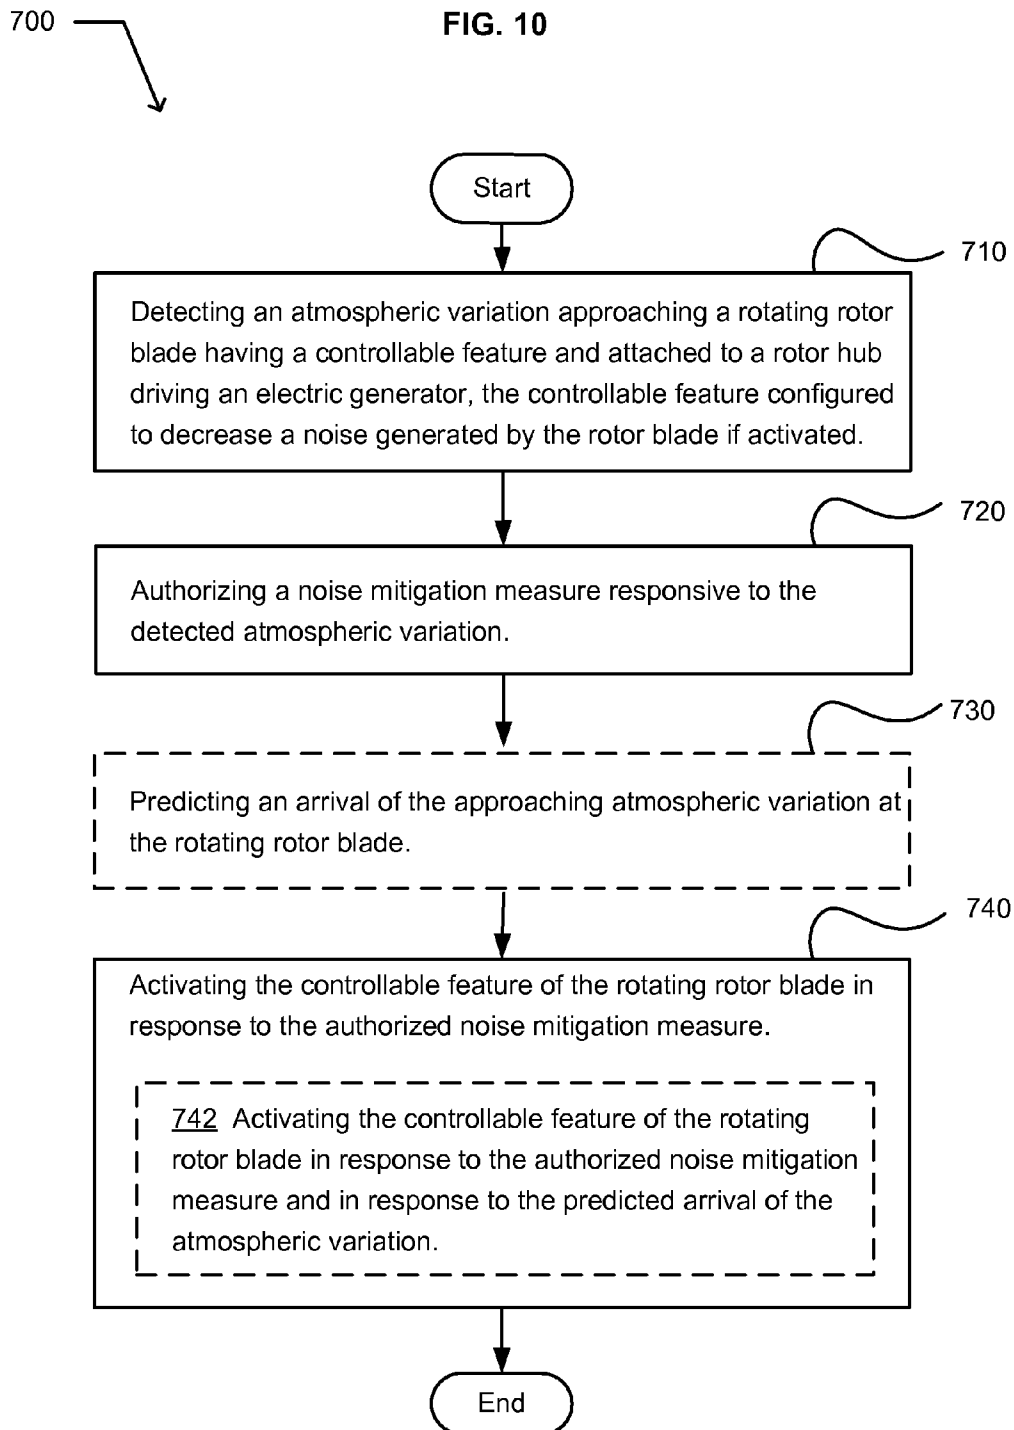 700
FIG. 10
Start
710
Detecting an atmospheric variation approaching a rotating rotor
blade having a controllable feature and attached to a rotor hub
driving an electric generator, the controllable feature configured
to decrease a noise generated by the rotor blade if activated.
720
Authorizing a noise mitigation measure responsive to the
detected atmospheric variation.
730
Predicting an arrival of the approaching atmospheric variation at
the rotating rotor blade.
740
Activating the controllable feature of the rotating rotor blade in
response to the authorized noise mitigation measure.
742 Activating the controllable feature of the rotating
rotor blade in response to the authorized noise mitigation
measure and in response to the predicted arrival of the
atmospheric variation.
End